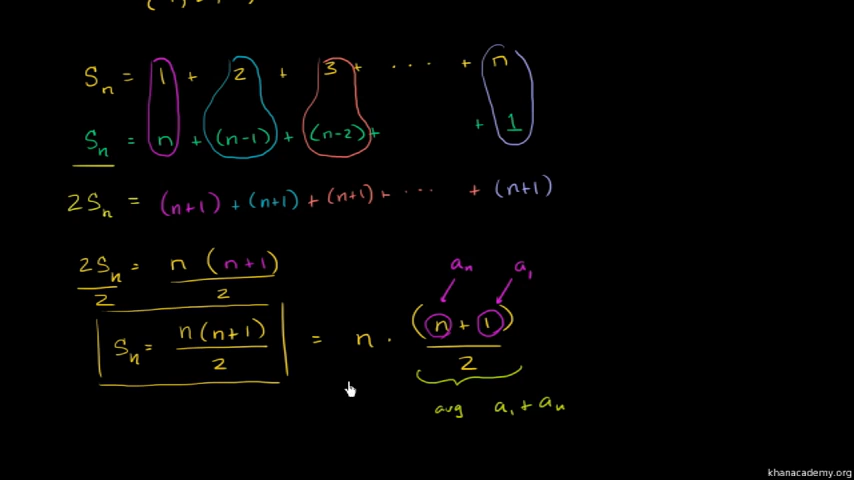 Sn = 1 + 2 + 3 + ... + n
Sn = n + (n-1) + (n-2) + + 1
2Sn = (n+1) + (n+1) + (n+1) + ... + (n+1)
2Sn/2 = n (n+1)/2
an a1
Sn = n(n+1)/2 = n · (n + 1)/2
avg a1 + an
khanacademy.org